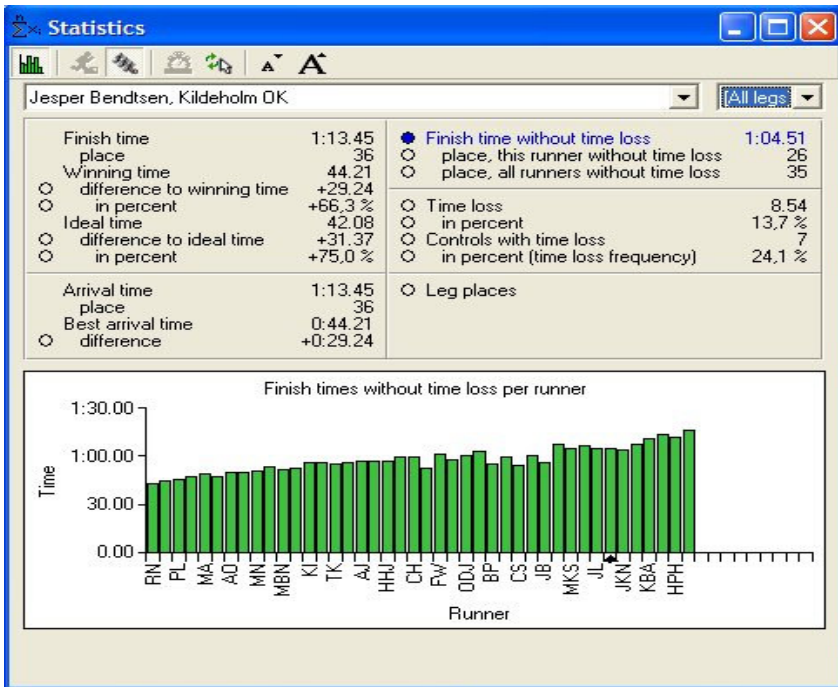 Statistics
Jesper Bendtsen, Kildeholm OK
[All legs
Finish time 1:13.45
place 36
Winning time 44.21
difference to winning time +29.24
in percent +66,3 %
Ideal time 42.08
difference to ideal time +31.37
in percent +75,0 %
Arrival time 1:13.45
place 36
Best arrival time 0:44.21
difference +0:29.24
Finish time without time loss 1:04.51
place, this runner without time loss 26
place, all runners without time loss 35
Time loss 8.54
in percent 13,7 %
Controls with time loss 7
in percent (time loss frequency) 24,1 %
Leg places
Finish times without time loss per runner
1:30.00
1:00.00
30.00
0.00
Time
RN PL MA AO MN MBN KI TK AJ HHJ CH FW ODJ BP CS JB MKS JL JKN KBA HPH
Runner